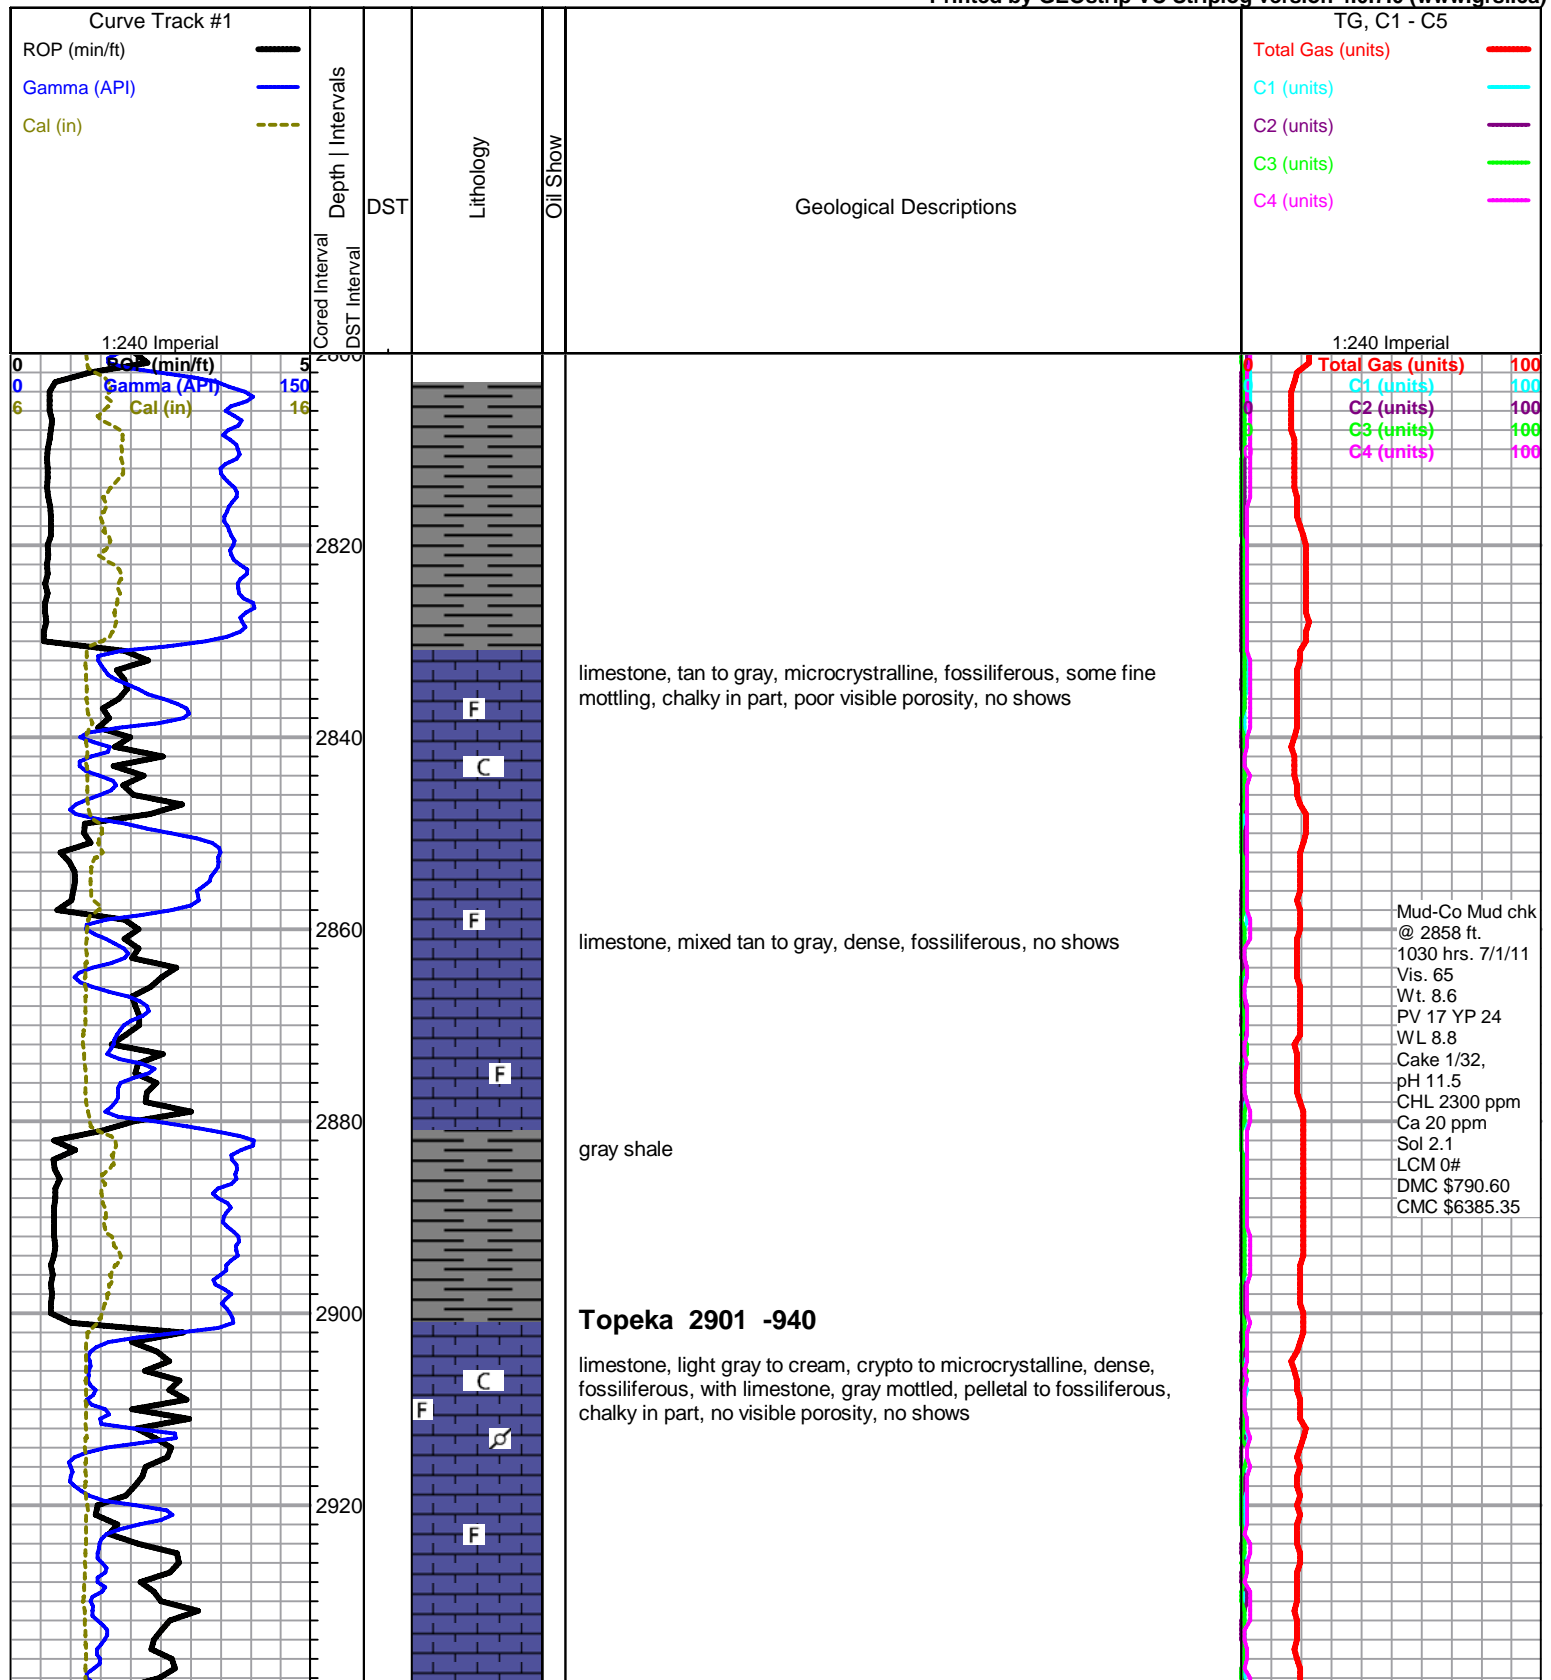 Curve Track #1
ROP (min/ft)
Gamma (API)
Cal (in)
1:240 Imperial
Depth | Intervals
Cored Interval
DST Interval
DST
Lithology
Oil Show
Geological Descriptions
TG, C1 - C5
Total Gas (units)
C1 (units)
C2 (units)
C3 (units)
C4 (units)
1:240 Imperial
0 ROP (min/ft) 5
0 Gamma (API) 150
6 Cal (in) 16
0 Total Gas (units) 100
0 C1 (units) 100
0 C2 (units) 100
0 C3 (units) 100
0 C4 (units) 100
2800
2820
limestone, tan to gray, microcrystralline, fossiliferous, some fine
mottling, chalky in part, poor visible porosity, no shows
F
2840
C
2860
F
limestone, mixed tan to gray, dense, fossiliferous, no shows
Mud-Co Mud chk
@ 2858 ft.
1030 hrs. 7/1/11
Vis. 65
Wt. 8.6
PV 17 YP 24
WL 8.8
Cake 1/32,
pH 11.5
CHL 2300 ppm
Ca 20 ppm
Sol 2.1
LCM 0#
DMC $790.60
CMC $6385.35
F
2880
gray shale
2900
Topeka 2901 -940
limestone, light gray to cream, crypto to microcrystalline, dense,
fossiliferous, with limestone, gray mottled, pelletal to fossiliferous,
chalky in part, no visible porosity, no shows
C
F
2920
F